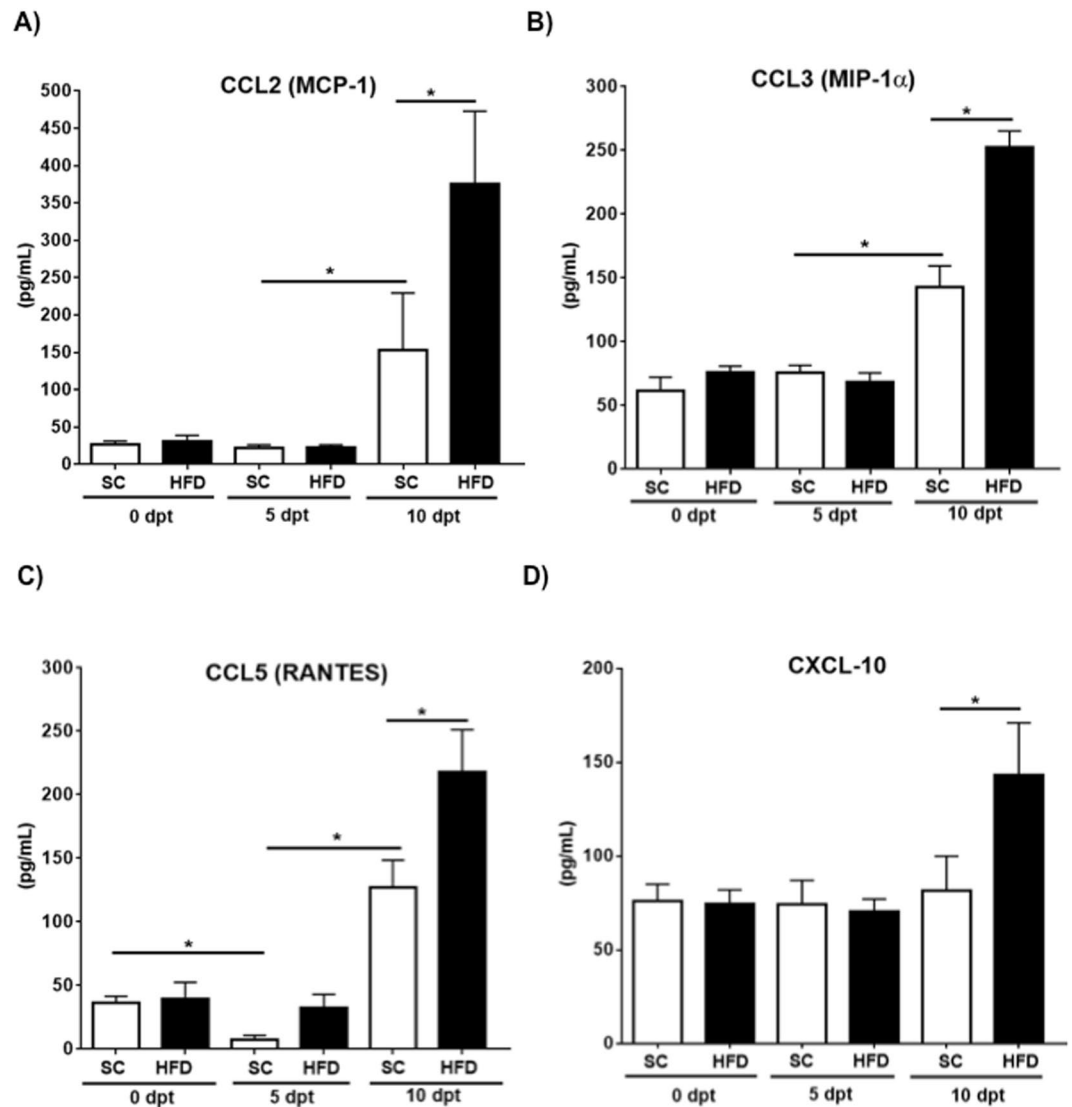 A)
CCL2 (MCP-1)
500
450
400
350
300
250
200
150
100
50
0
(pg/mL)
*
*
SC HFD SC HFD SC HFD
0 dpt 5 dpt 10 dpt
B)
CCL3 (MIP-1α)
300
250
200
150
100
50
0
(pg/mL)
*
*
SC HFD SC HFD SC HFD
0 dpt 5 dpt 10 dpt
C)
CCL5 (RANTES)
300
250
200
150
100
50
0
(pg/mL)
*
*
*
SC HFD SC HFD SC HFD
0 dpt 5 dpt 10 dpt
D)
CXCL-10
200
150
100
50
0
(pg/mL)
*
SC HFD SC HFD SC HFD
0 dpt 5 dpt 10 dpt